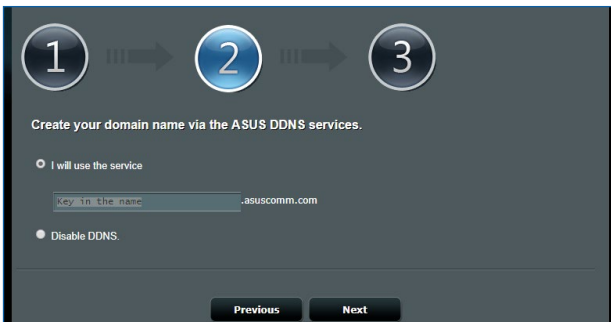 1 2 3
Create your domain name via the ASUS DDNS services.
I will use the service
Key in the name .asuscomm.com
Disable DDNS.
Previous Next